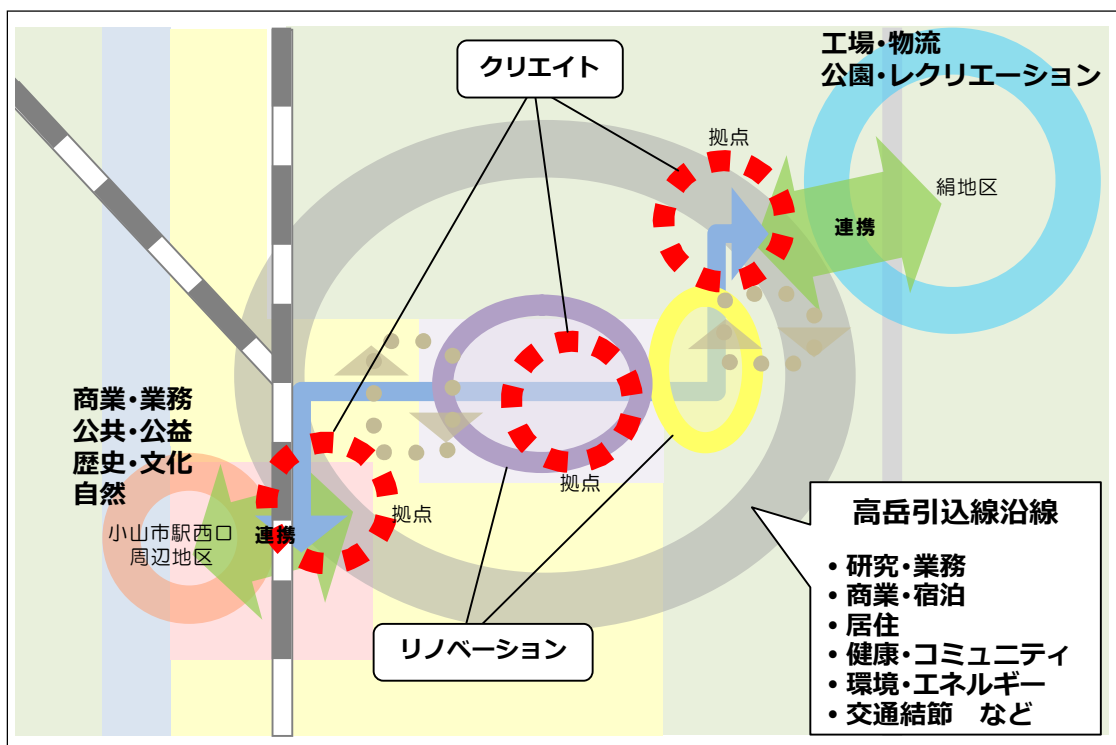 クリエイト
工場・物流
公園・レクリエーション
拠点
絹地区
連携
商業・業務
公共・公益
歴史・文化
自然
拠点
拠点
小山市駅西口
周辺地区
連携
リノベーション
高岳引込線沿線
・研究・業務
・商業・宿泊
・居住
・健康・コミュニティ
・環境・エネルギー
・交通結節　など